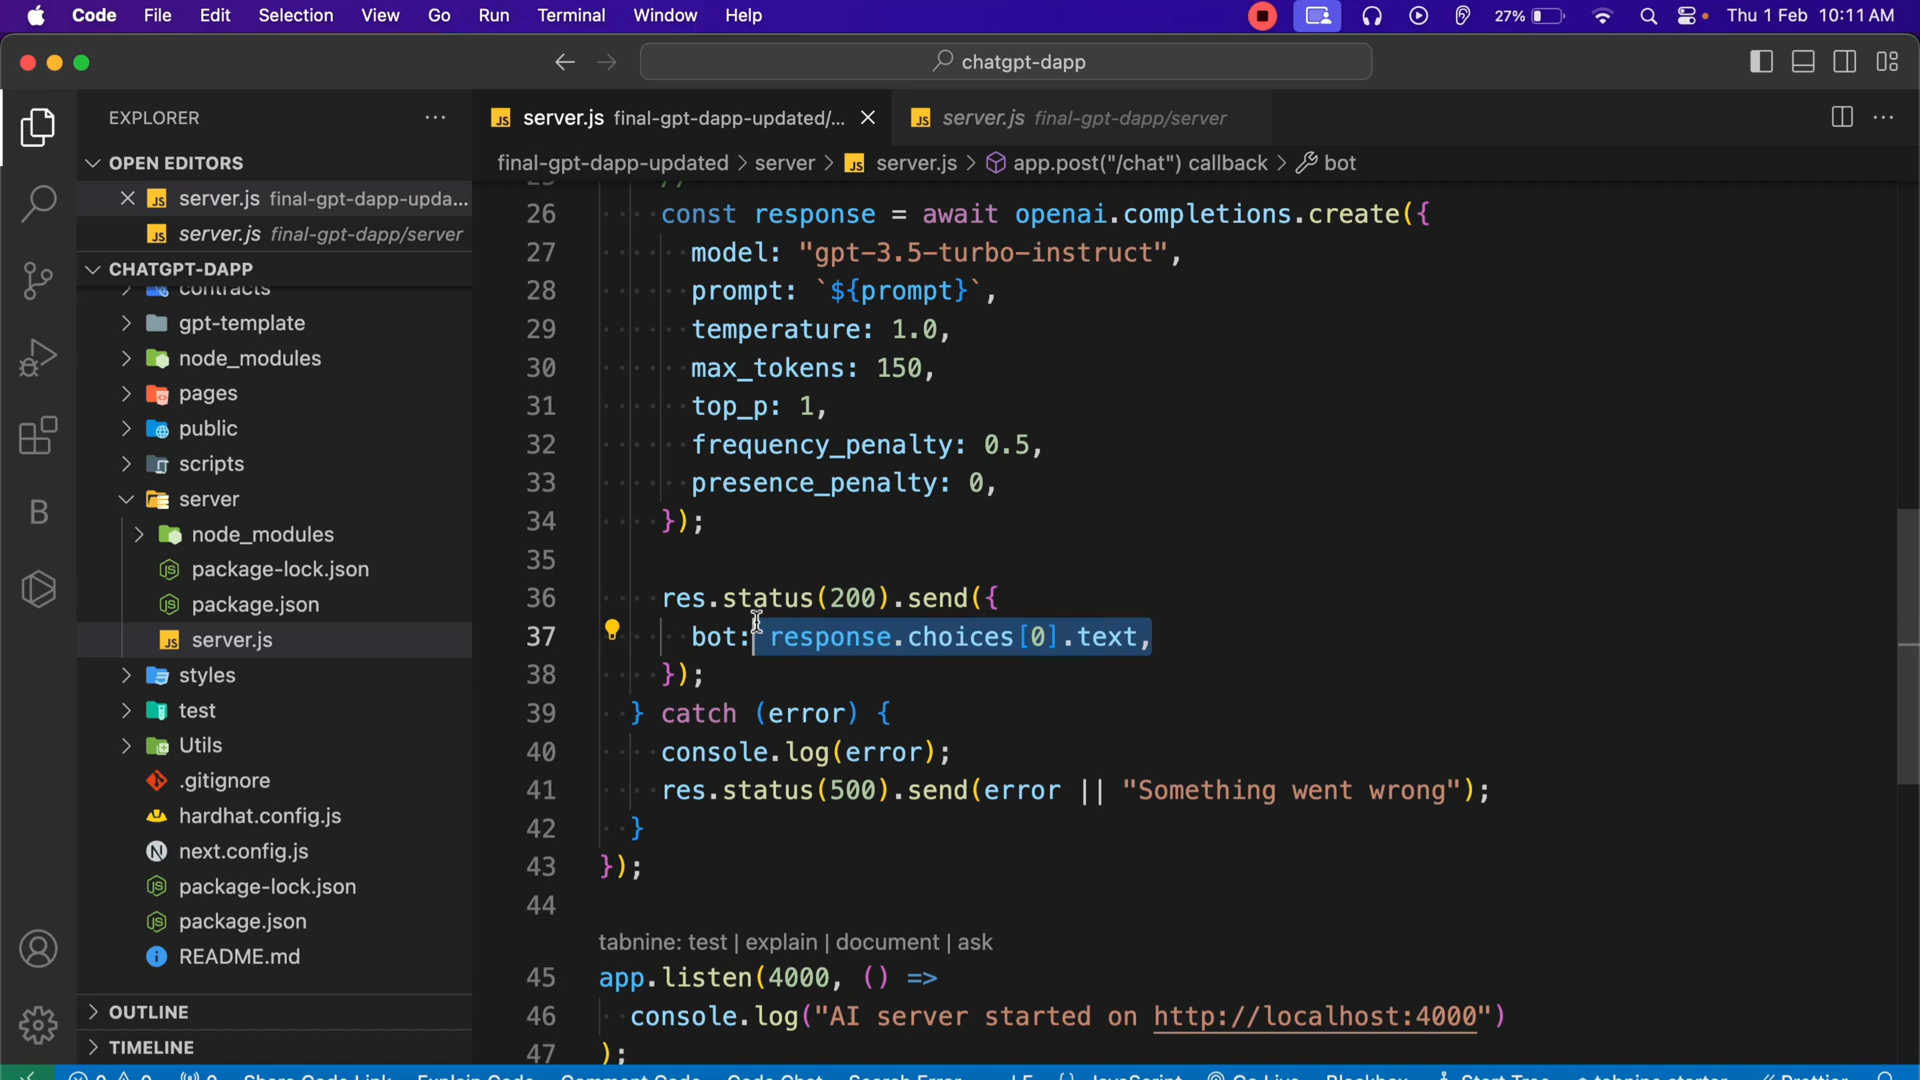 Code File Edit Selection View Go Run Terminal Window Help 27% Thu 1 Feb 10:11 AM
chatgpt-dapp
EXPLORER
OPEN EDITORS
server.js final-gpt-dapp-upda...
server.js final-gpt-dapp/server
CHATGPT-DAPP
contracts
gpt-template
node_modules
pages
public
scripts
server
node_modules
package-lock.json
package.json
server.js
styles
test
Utils
.gitignore
hardhat.config.js
next.config.js
package-lock.json
package.json
README.md
OUTLINE
TIMELINE
server.js final-gpt-dapp-updated/...
server.js final-gpt-dapp/server
final-gpt-dapp-updated > server > server.js > app.post("/chat") callback > bot
26 const response = await openai.completions.create({
27 model: "gpt-3.5-turbo-instruct",
28 prompt: `${prompt}`,
29 temperature: 1.0,
30 max_tokens: 150,
31 top_p: 1,
32 frequency_penalty: 0.5,
33 presence_penalty: 0,
34 });
35
36 res.status(200).send({
37 bot: response.choices[0].text,
38 });
39 } catch (error) {
40 console.log(error);
41 res.status(500).send(error || "Something went wrong");
42 }
43 });
44
tabnine: test | explain | document | ask
45 app.listen(4000, () =>
46 console.log("AI server started on http://localhost:4000")
47 );